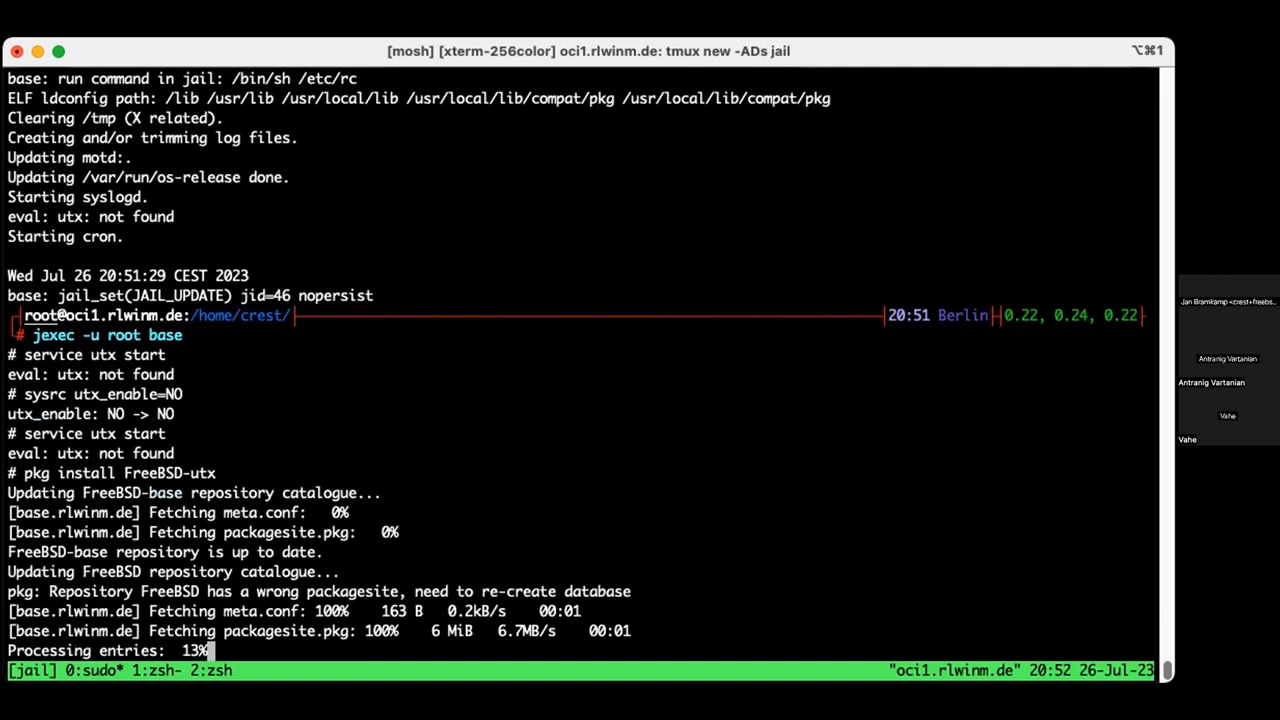 [mosh] [xterm-256color] oci1.rlwinm.de: tmux new -ADs jail
⌥⌘1
base: run command in jail: /bin/sh /etc/rc
ELF ldconfig path: /lib /usr/lib /usr/local/lib /usr/local/lib/compat/pkg /usr/local/lib/compat/pkg
Clearing /tmp (X related).
Creating and/or trimming log files.
Updating motd:.
Updating /var/run/os-release done.
Starting syslogd.
eval: utx: not found
Starting cron.
Wed Jul 26 20:51:29 CEST 2023
base: jail_set(JAIL_UPDATE) jid=46 nopersist
root@oci1.rlwinm.de:/home/crest/ 20:51 Berlin 0.22, 0.24, 0.22
# jexec -u root base
# service utx start
eval: utx: not found
# sysrc utx_enable=NO
utx_enable: NO -> NO
# service utx start
eval: utx: not found
# pkg install FreeBSD-utx
Updating FreeBSD-base repository catalogue...
[base.rlwinm.de] Fetching meta.conf:   0%
[base.rlwinm.de] Fetching packagesite.pkg:   0%
FreeBSD-base repository is up to date.
Updating FreeBSD repository catalogue...
pkg: Repository FreeBSD has a wrong packagesite, need to re-create database
[base.rlwinm.de] Fetching meta.conf: 100%    163 B   0.2kB/s    00:01
[base.rlwinm.de] Fetching packagesite.pkg: 100%    6 MiB   6.7MB/s    00:01
Processing entries:  13%
[jail] 0:sudo* 1:zsh- 2:zsh "oci1.rlwinm.de" 20:52 26-Jul-23
Jan Bramkamp <crest+freebs...
Antranig Vartanian
Antranig Vartanian
Vahe
Vahe